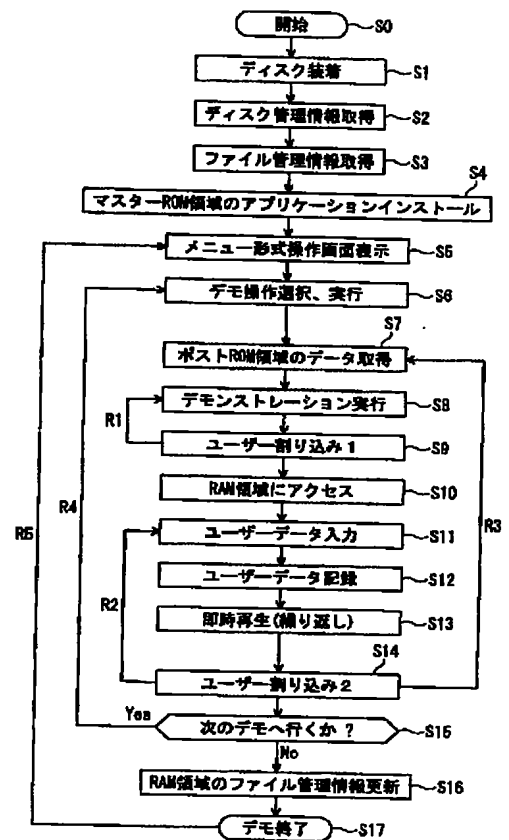 開始 S0
ディスク装着 S1
ディスク管理情報取得 S2
ファイル管理情報取得 S3
S4
マスターROM領域のアプリケーションインストール
メニュー形式操作画面表示 S5
デモ操作選択、実行 S6
S7
ポストROM領域のデータ取得
デモンストレーション実行 S8
R1
ユーザー割り込み1 S9
R4
RAM領域にアクセス S10
R5
R3
ユーザーデータ入力 S11
ユーザーデータ記録 S12
R2
即時再生(繰り返し) S13
S14
ユーザー割り込み2
Yes
次のデモへ行くか? S15
No
RAM領域のファイル管理情報更新 S16
デモ終了 S17